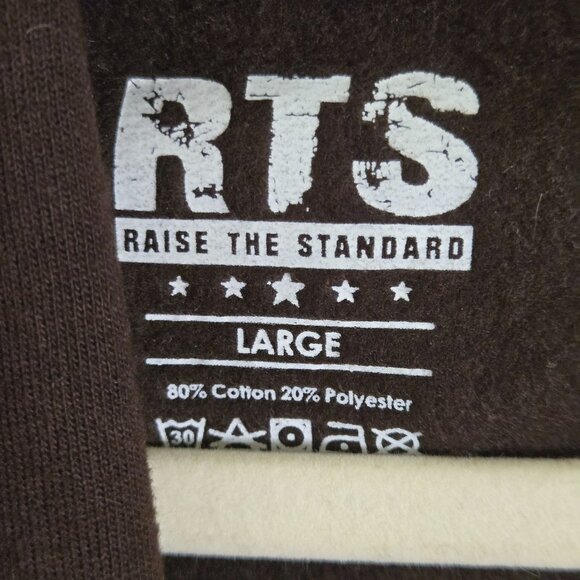 RTS
RAISE THE STANDARD
LARGE
80% Cotton 20% Polyester
30